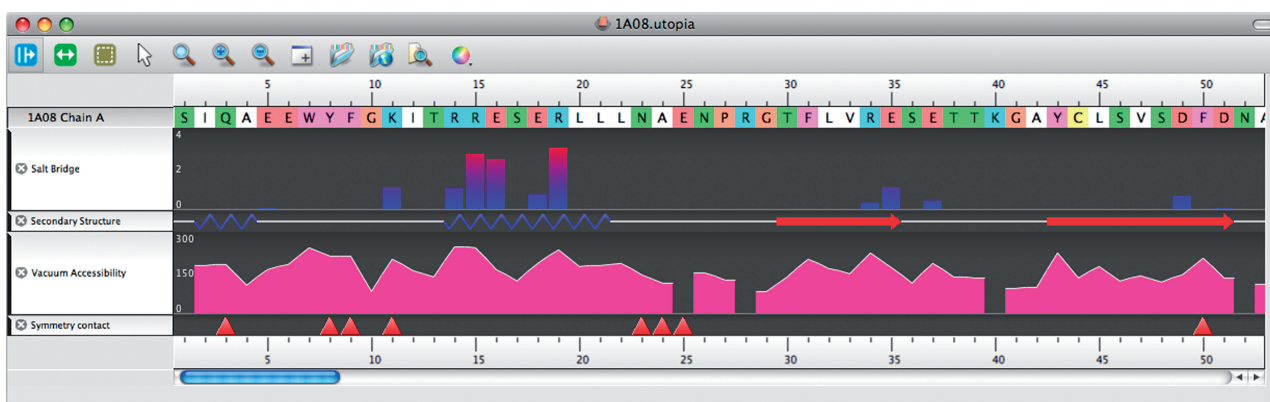 1A08.utopia
5 10 15 20 25 30 35 40 45 50
1A08 Chain A S I Q A E E W Y F G K I T R R E S E R L L L N A E N P R G T F L V R E S E T T K G A Y C L S V S D F D N A
4
Salt Bridge 2
0
Secondary Structure
300
Vacuum Accessibility 150
0
Symmetry contact
5 10 15 20 25 30 35 40 45 50